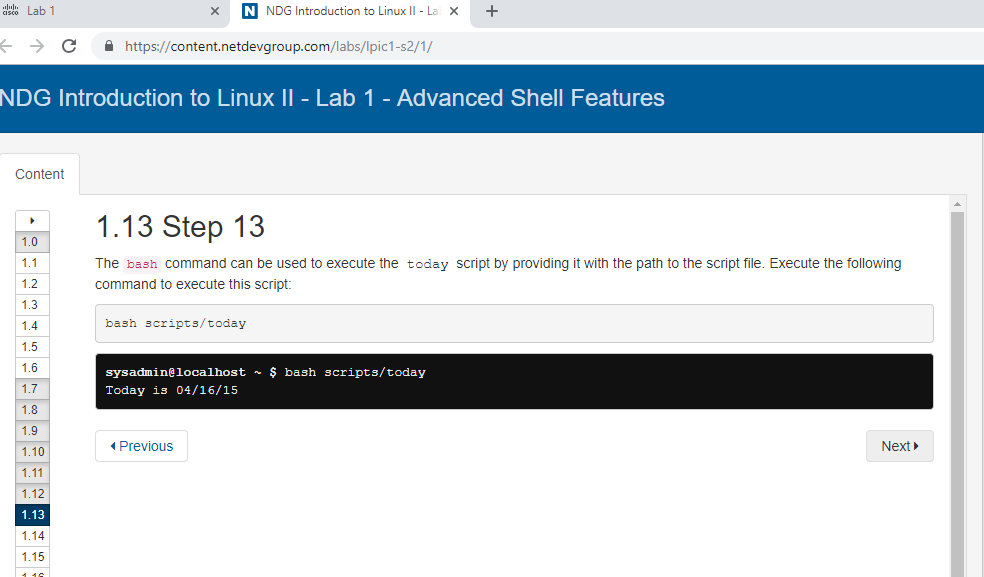 Lab 1
NDG Introduction to Linux II - La
https://content.netdevgroup.com/labs/lpic1-s2/1/
NDG Introduction to Linux II - Lab 1 - Advanced Shell Features
Content
1.0
1.1
1.2
1.3
1.4
1.5
1.6
1.7
1.8
1.9
1.10
1.11
1.12
1.13
1.14
1.15
1.16
1.13 Step 13
The bash command can be used to execute the today script by providing it with the path to the script file. Execute the following
command to execute this script:
bash scripts/today
sysadmin@localhost ~ $ bash scripts/today
Today is 04/16/15
Previous
Next